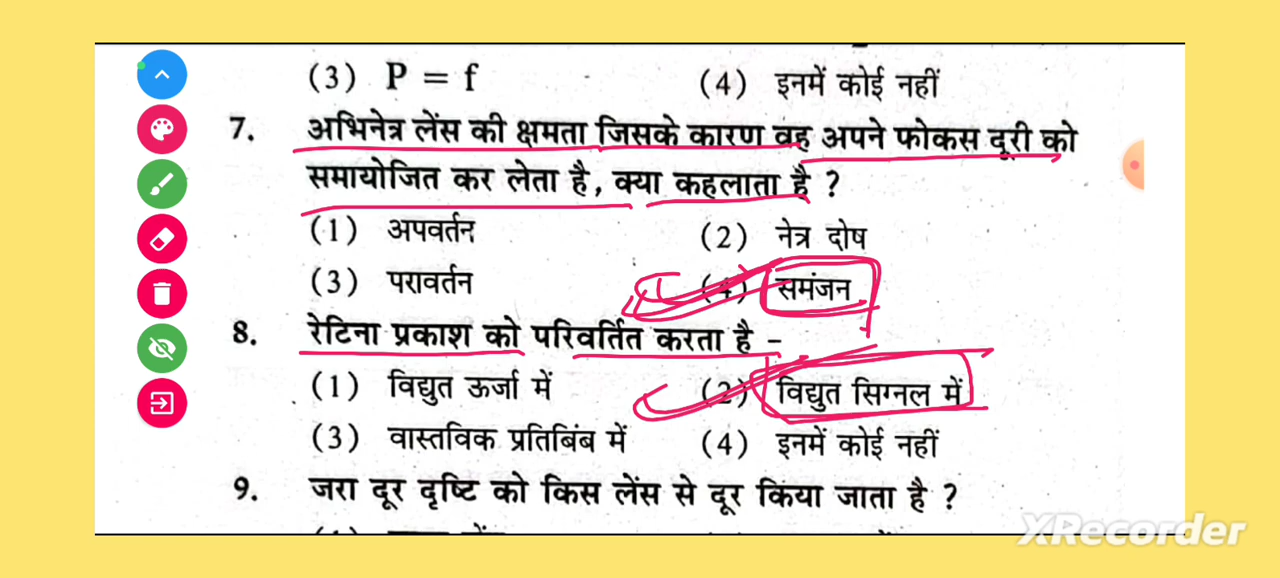 (3) P = f (4) इनमें कोई नहीं
7. अभिनेत्र लेंस की क्षमता जिसके कारण वह अपने फोकस दूरी को
समायोजित कर लेता है, क्या कहलाता है ?
(1) अपवर्तन (2) नेत्र दोष
(3) परावर्तन (4) समंजन
8. रेटिना प्रकाश को परिवर्तित करता है –
(1) विद्युत ऊर्जा में (2) विद्युत सिग्नल में
(3) वास्तविक प्रतिबिंब में (4) इनमें कोई नहीं
9. जरा दूर दृष्टि को किस लेंस से दूर किया जाता है ?
XRecorder